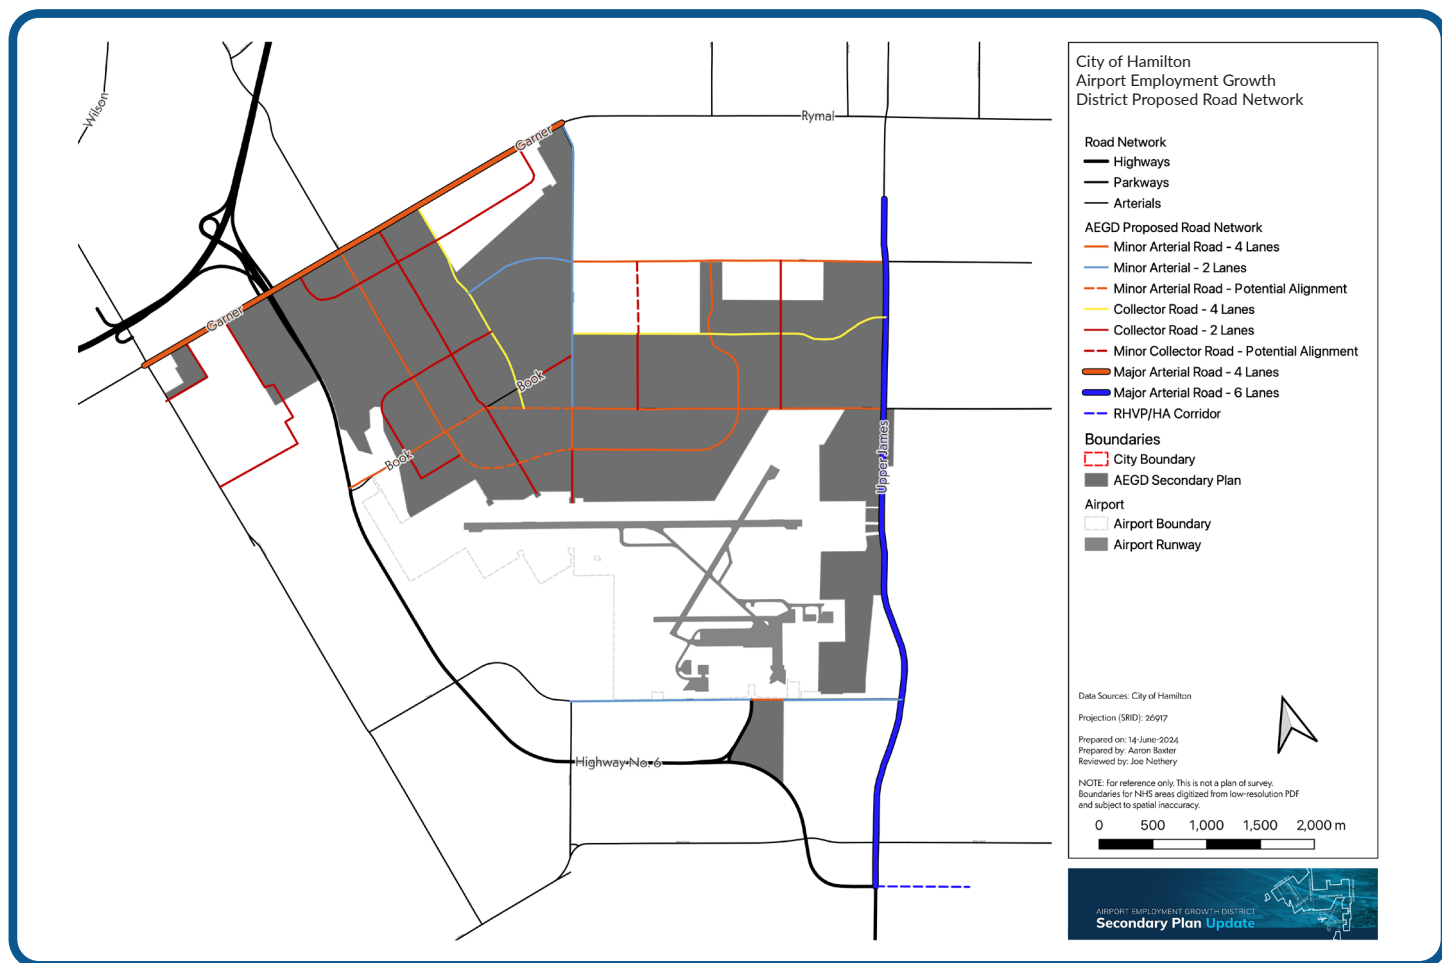 City of Hamilton
Airport Employment Growth
District Proposed Road Network
Road Network
Highways
Parkways
Arterials
AEGD Proposed Road Network
Minor Arterial Road - 4 Lanes
Minor Arterial - 2 Lanes
Minor Arterial Road - Potential Alignment
Collector Road - 4 Lanes
Collector Road - 2 Lanes
Minor Collector Road - Potential Alignment
Major Arterial Road - 4 Lanes
Major Arterial Road - 6 Lanes
RHVP/HA Corridor
Boundaries
City Boundary
AEGD Secondary Plan
Airport
Airport Boundary
Airport Runway
Data Sources: City of Hamilton
Projection (SRID): 26917
Prepared on: 14-June-2024
Prepared by: Aaron Baxter
Reviewed by: Joe Nethery
NOTE: For reference only. This is not a plan of survey.
Boundaries for NHS areas digitized from low-resolution PDF
and subject to spatial inaccuracy.
0 500 1,000 1,500 2,000 m
AIRPORT EMPLOYMENT GROWTH DISTRICT
Secondary Plan Update
Wilson
Rymal
Garner
Garner
Book
Book
Upper James
Highway No. 6